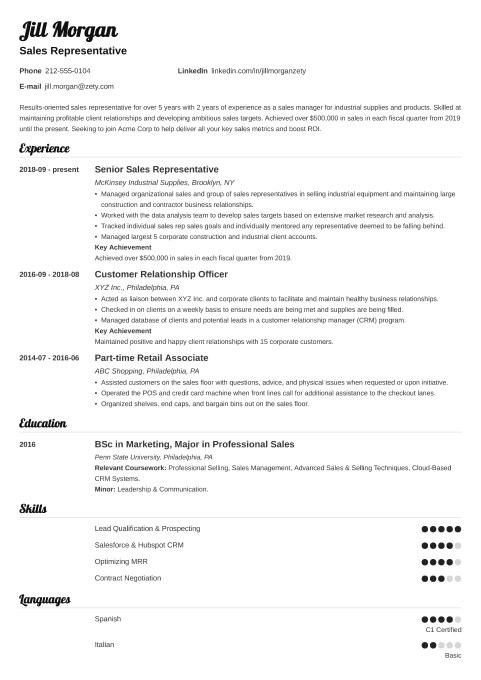 Jill Morgan
Sales Representative
Phone 212-555-0104 LinkedIn linkedin.com/in/jillmorganzety
E-mail jill.morgan@zety.com
Results-oriented sales representative for over 5 years with 2 years of experience as a sales manager for industrial supplies and products. Skilled at
maintaining profitable client relationships and developing ambitious sales targets. Achieved over $500,000 in sales in each fiscal quarter from 2019
until the present. Seeking to join Acme Corp to help deliver all your key sales metrics and boost ROI.
Experience
2018-09 - present Senior Sales Representative
McKinsey Industrial Supplies, Brooklyn, NY
• Managed organizational sales and group of sales representatives in selling industrial equipment and maintaining large
construction and contractor business relationships.
• Worked with the data analysis team to develop sales targets based on extensive market research and analysis.
• Tracked individual sales rep sales goals and individually mentored any representative deemed to be falling behind.
• Managed largest 5 corporate construction and industrial client accounts.
Key Achievement
Achieved over $500,000 in sales in each fiscal quarter from 2019.
2016-09 - 2018-08 Customer Relationship Officer
XYZ Inc., Philadelphia, PA
• Acted as liaison between XYZ Inc. and corporate clients to facilitate and maintain healthy business relationships.
• Checked in on clients on a weekly basis to ensure needs are being met and supplies are being filled.
• Managed database of clients and potential leads in a customer relationship manager (CRM) program.
Key Achievement
Maintained positive and happy client relationships with 15 corporate customers.
2014-07 - 2016-06 Part-time Retail Associate
ABC Shopping, Philadelphia, PA
• Assisted customers on the sales floor with questions, advice, and physical issues when requested or upon initiative.
• Operated the POS and credit card machine when front lines call for additional assistance to the checkout lanes.
• Organized shelves, end caps, and bargain bins out on the sales floor.
Education
2016 BSc in Marketing, Major in Professional Sales
Penn State University, Philadelphia, PA
Relevant Coursework: Professional Selling, Sales Management, Advanced Sales & Selling Techniques, Cloud-Based
CRM Systems.
Minor: Leadership & Communication.
Skills
Lead Qualification & Prospecting
Salesforce & Hubspot CRM
Optimizing MRR
Contract Negotiation
Languages
Spanish
C1 Certified
Italian
Basic